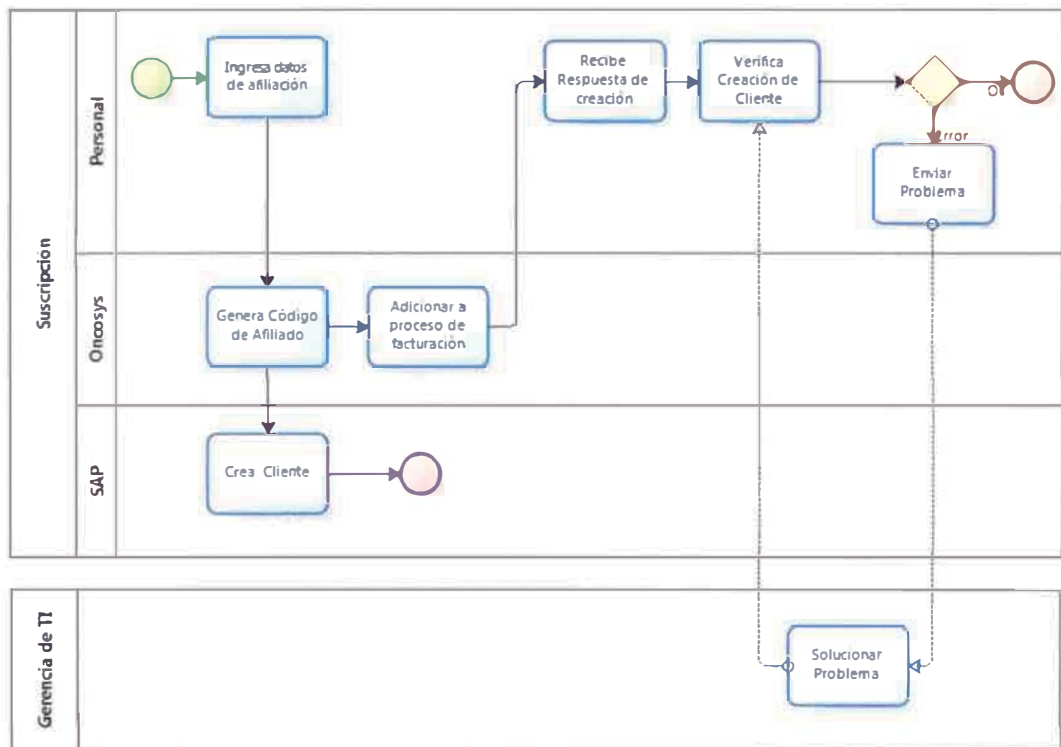 Suscripción
Personal
Ingresa datos
de afiliación
Recibe
Respuesta de
creación
Verifica
Creación de
Cliente
Enviar
Problema
Oncosys
Genera Código
de Afiliado
Adicionar a
proceso de
facturación
SAP
Crea Cliente
Gerencia de TI
Solucionar
Problema